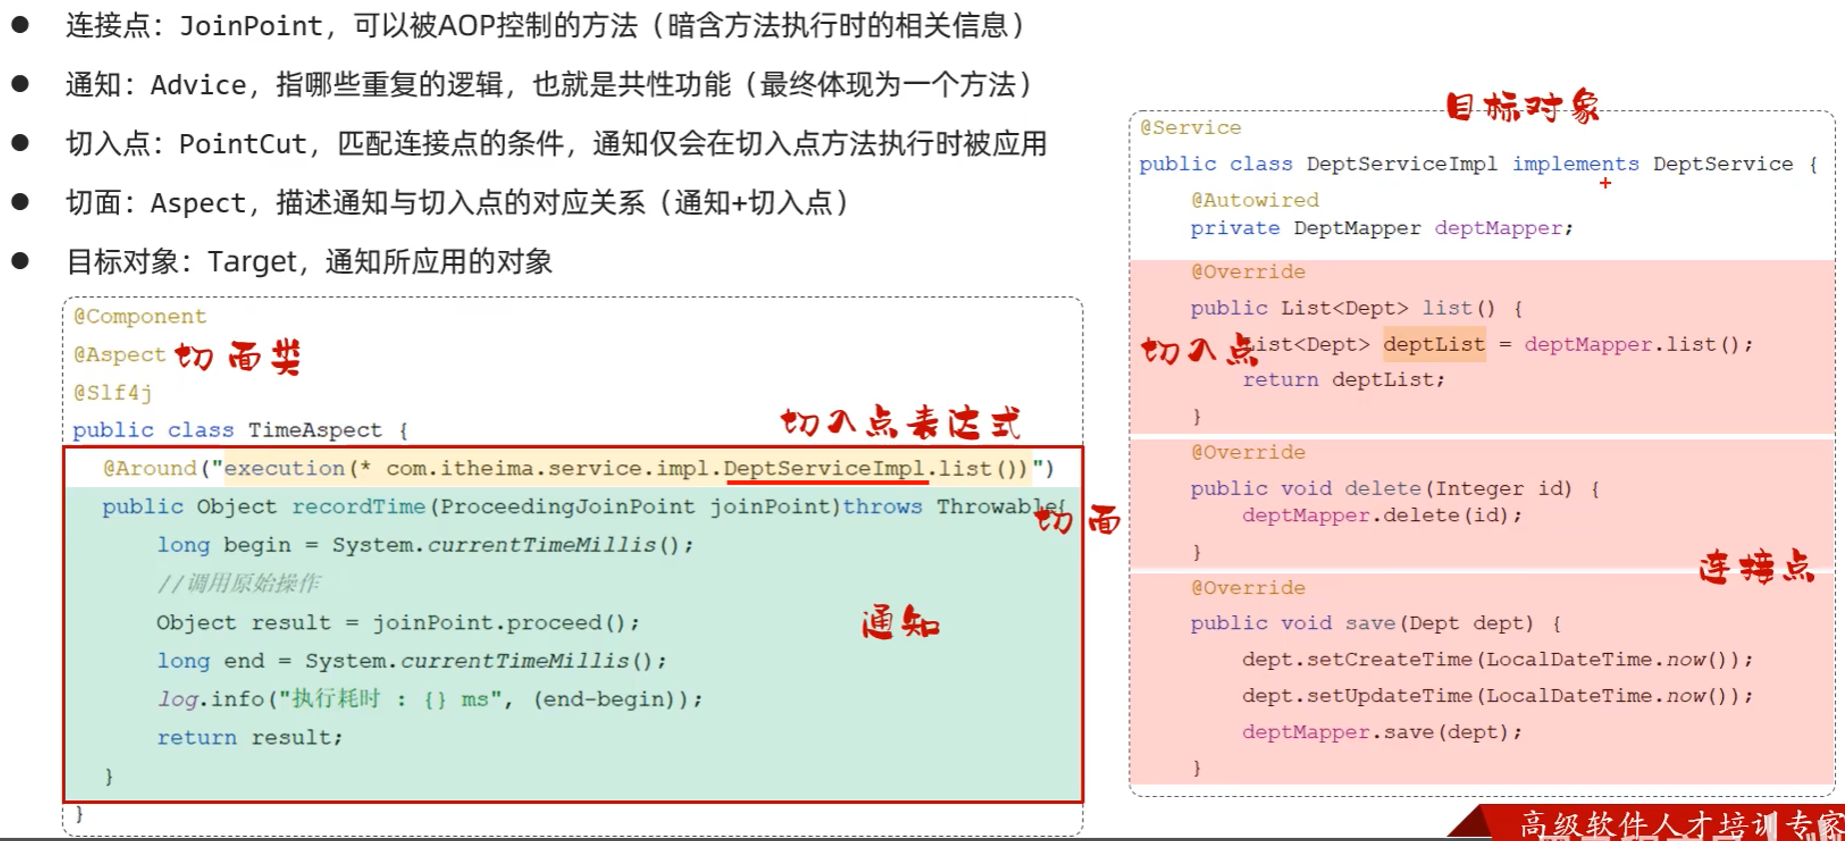 ● 连接点：JoinPoint，可以被AOP控制的方法（暗含方法执行时的相关信息）
● 通知：Advice，指哪些重复的逻辑，也就是共性功能（最终体现为一个方法）
● 切入点：PointCut，匹配连接点的条件，通知仅会在切入点方法执行时被应用
● 切面：Aspect，描述通知与切入点的对应关系（通知+切入点）
● 目标对象：Target，通知所应用的对象
@Component
@Aspect 切面类
@Slf4j
public class TimeAspect {
切入点表达式
@Around("execution(* com.itheima.service.impl.DeptServiceImpl.list())")
public Object recordTime(ProceedingJoinPoint joinPoint)throws Throwable{
切面
long begin = System.currentTimeMillis();
//调用原始操作
Object result = joinPoint.proceed();
通知
long end = System.currentTimeMillis();
log.info("执行耗时 : {} ms", (end-begin));
return result;
}
}
目标对象
@Service
public class DeptServiceImpl implements DeptService {
@Autowired
private DeptMapper deptMapper;
@Override
public List<Dept> list() {
切入点
List<Dept> deptList = deptMapper.list();
return deptList;
}
@Override
public void delete(Integer id) {
deptMapper.delete(id);
}
连接点
@Override
public void save(Dept dept) {
dept.setCreateTime(LocalDateTime.now());
dept.setUpdateTime(LocalDateTime.now());
deptMapper.save(dept);
}
高级软件人才培训专家